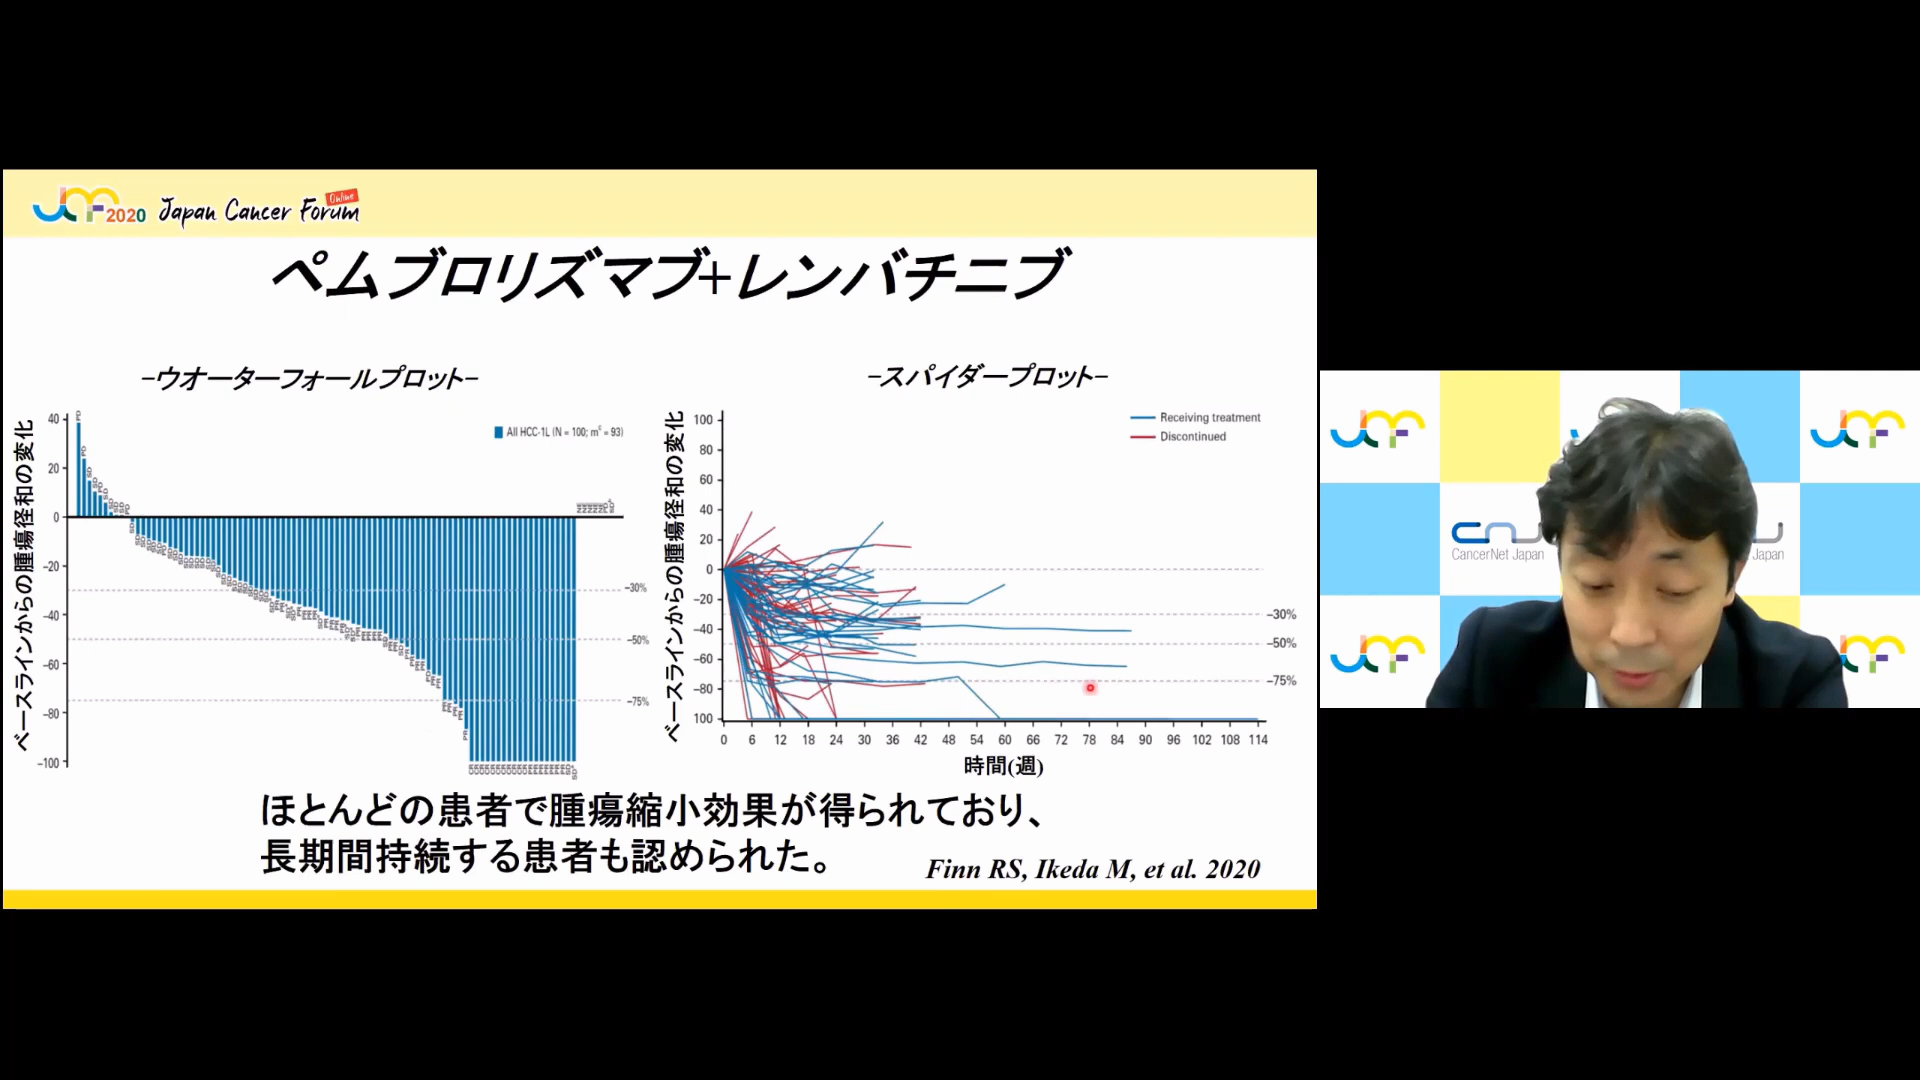 2020 Japan Cancer Forum Online
ペムブロリズマブ+レンバチニブ
−ウオーターフォールプロット−
−スパイダープロット−
ベースラインからの腫瘍径和の変化
40
20
0
−20
−40
−60
−80
−100
All HCC-1L (N = 100; mᶜ = 93)
−30%
−50%
−75%
ベースラインからの腫瘍径和の変化
100
80
60
40
20
0
−20
−40
−60
−80
100
Receiving treatment
Discontinued
−30%
−50%
−75%
0 6 12 18 24 30 36 42 48 54 60 66 72 78 84 90 96 102 108 114
時間(週)
ほとんどの患者で腫瘍縮小効果が得られており、
長期間持続する患者も認められた。
Finn RS, Ikeda M, et al. 2020
CancerNet Japan
Japan